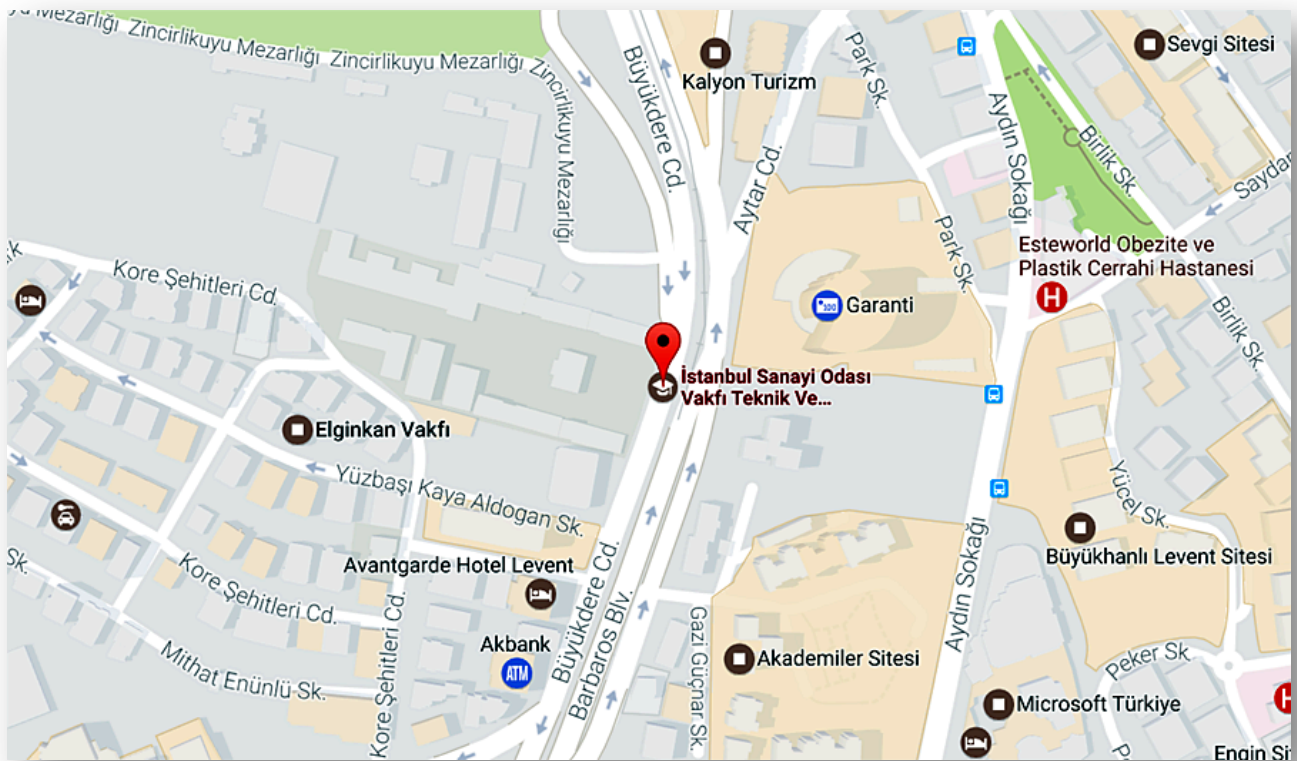 yu Mezarlığı Zincirlikuyu Mezarlığı Zincirlikuyu Mezarlığı Zincirlikuyu Mezarlığı
Büyükdere Cd.
Kalyon Turizm
Park Sk.
Sevgi Sitesi
Aydın Sokağı
Birlik Sk.
Aytar Cd.
Park Sk.
Esteworld Obezite ve
Plastik Cerrahi Hastanesi
H
Birlik Sk.
Kore Şehitleri Cd.
100
Garanti
İstanbul Sanayi Odası
Vakfı Teknik Ve...
Elginkan Vakfı
Yüzbaşı Kaya Aldogan Sk.
Yücel Sk.
Büyükhanlı Levent Sitesi
Avantgarde Hotel Levent
Kore Şehitleri Cd.
Kore Şehitleri Cd.
Büyükdere Cd.
Barbaros Blv.
Aydın Sokağı
Gazi Güçnar Sk.
Akbank
ATM
Akademiler Sitesi
Mithat Enünlü Sk.
Peker Sk
Microsoft Türkiye
Sk.